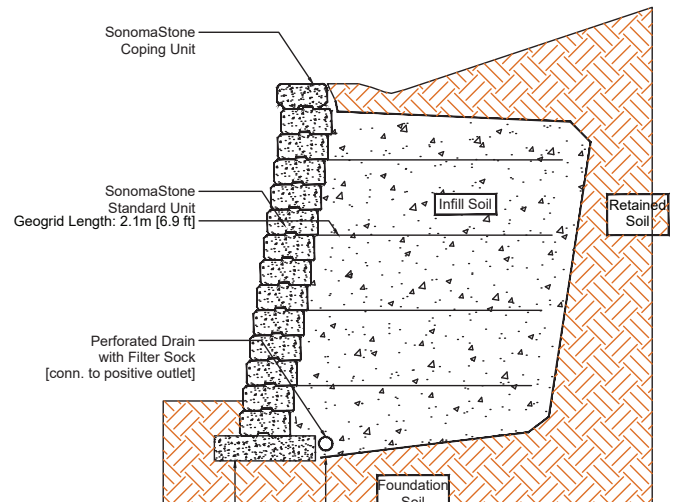 SonomaStone
Coping Unit
SonomaStone
Standard Unit
Geogrid Length: 2.1m [6.9 ft]
Infill Soil
Retained
Soil
Perforated Drain
with Filter Sock
[conn. to positive outlet]
Foundation
Soil